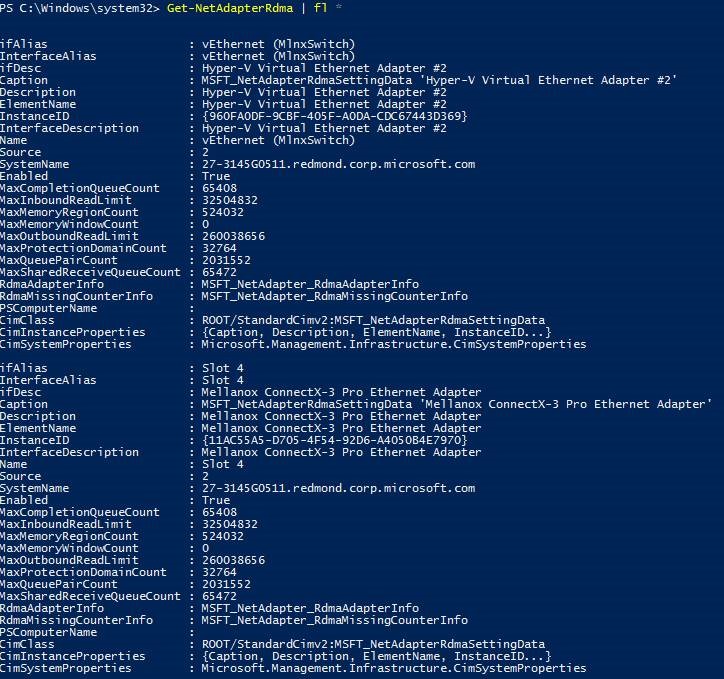 PS C:\Windows\system32> Get-NetAdapterRdma | fl *
ifAlias : vEthernet (MlnxSwitch)
InterfaceAlias : vEthernet (MlnxSwitch)
ifDesc : Hyper-V Virtual Ethernet Adapter #2
Caption : MSFT_NetAdapterRdmaSettingData 'Hyper-V Virtual Ethernet Adapter #2'
Description : Hyper-V Virtual Ethernet Adapter #2
ElementName : Hyper-V Virtual Ethernet Adapter #2
InstanceID : {960FA0DF-9CBF-405F-A0DA-CDC67443D369}
InterfaceDescription : Hyper-V Virtual Ethernet Adapter #2
Name : vEthernet (MlnxSwitch)
Source : 2
SystemName : 27-3145G0511.redmond.corp.microsoft.com
Enabled : True
MaxCompletionQueueCount : 65408
MaxInboundReadLimit : 32504832
MaxMemoryRegionCount : 524032
MaxMemoryWindowCount : 0
MaxOutboundReadLimit : 260038656
MaxProtectionDomainCount : 32764
MaxQueuePairCount : 2031552
MaxSharedReceiveQueueCount : 65472
RdmaAdapterInfo : MSFT_NetAdapter_RdmaAdapterInfo
RdmaMissingCounterInfo : MSFT_NetAdapter_RdmaMissingCounterInfo
PSComputerName :
CimClass : ROOT/StandardCimv2:MSFT_NetAdapterRdmaSettingData
CimInstanceProperties : {Caption, Description, ElementName, InstanceID...}
CimSystemProperties : Microsoft.Management.Infrastructure.CimSystemProperties
ifAlias : Slot 4
InterfaceAlias : Slot 4
ifDesc : Mellanox ConnectX-3 Pro Ethernet Adapter
Caption : MSFT_NetAdapterRdmaSettingData 'Mellanox ConnectX-3 Pro Ethernet Adapter'
Description : Mellanox ConnectX-3 Pro Ethernet Adapter
ElementName : Mellanox ConnectX-3 Pro Ethernet Adapter
InstanceID : {11AC55A5-D705-4F54-92D6-A4050B4E7970}
InterfaceDescription : Mellanox ConnectX-3 Pro Ethernet Adapter
Name : Slot 4
Source : 2
SystemName : 27-3145G0511.redmond.corp.microsoft.com
Enabled : True
MaxCompletionQueueCount : 65408
MaxInboundReadLimit : 32504832
MaxMemoryRegionCount : 524032
MaxMemoryWindowCount : 0
MaxOutboundReadLimit : 260038656
MaxProtectionDomainCount : 32764
MaxQueuePairCount : 2031552
MaxSharedReceiveQueueCount : 65472
RdmaAdapterInfo : MSFT_NetAdapter_RdmaAdapterInfo
RdmaMissingCounterInfo : MSFT_NetAdapter_RdmaMissingCounterInfo
PSComputerName :
CimClass : ROOT/StandardCimv2:MSFT_NetAdapterRdmaSettingData
CimInstanceProperties : {Caption, Description, ElementName, InstanceID...}
CimSystemProperties : Microsoft.Management.Infrastructure.CimSystemProperties